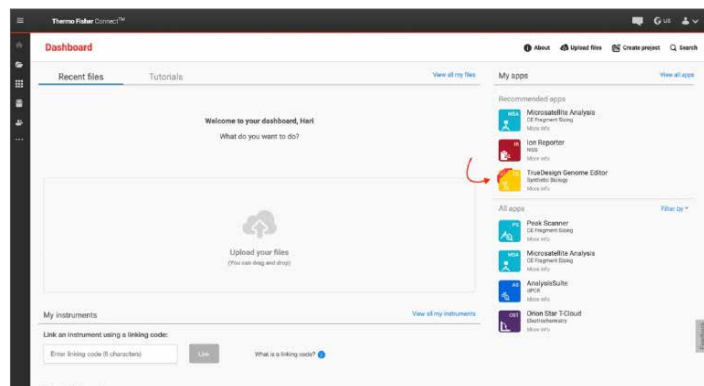 Thermo Fisher Connect™
US
Dashboard
About
Upload files
Create project
Search
Recent files
Tutorials
View all my files
Welcome to your dashboard, Hari
What do you want to do?
Upload your files
(You can drag and drop)
My instruments
View all my instruments
Link an instrument using a linking code:
Enter linking code (6 characters)
Link
What is a linking code?
My apps
View all apps
Recommended apps
MSA
Microsatellite Analysis
CE Fragment Sizing
More info
IR
Ion Reporter
NGS
More info
TrueDesign Genome Editor
Synthetic Biology
More info
All apps
Filter by
PS
Peak Scanner
CE Fragment Sizing
More info
MSA
Microsatellite Analysis
CE Fragment Sizing
More info
AS
AnalysisSuite
qPCR
More info
OST
Orion Star T-Cloud
Electrochemistry
More info
Feedback